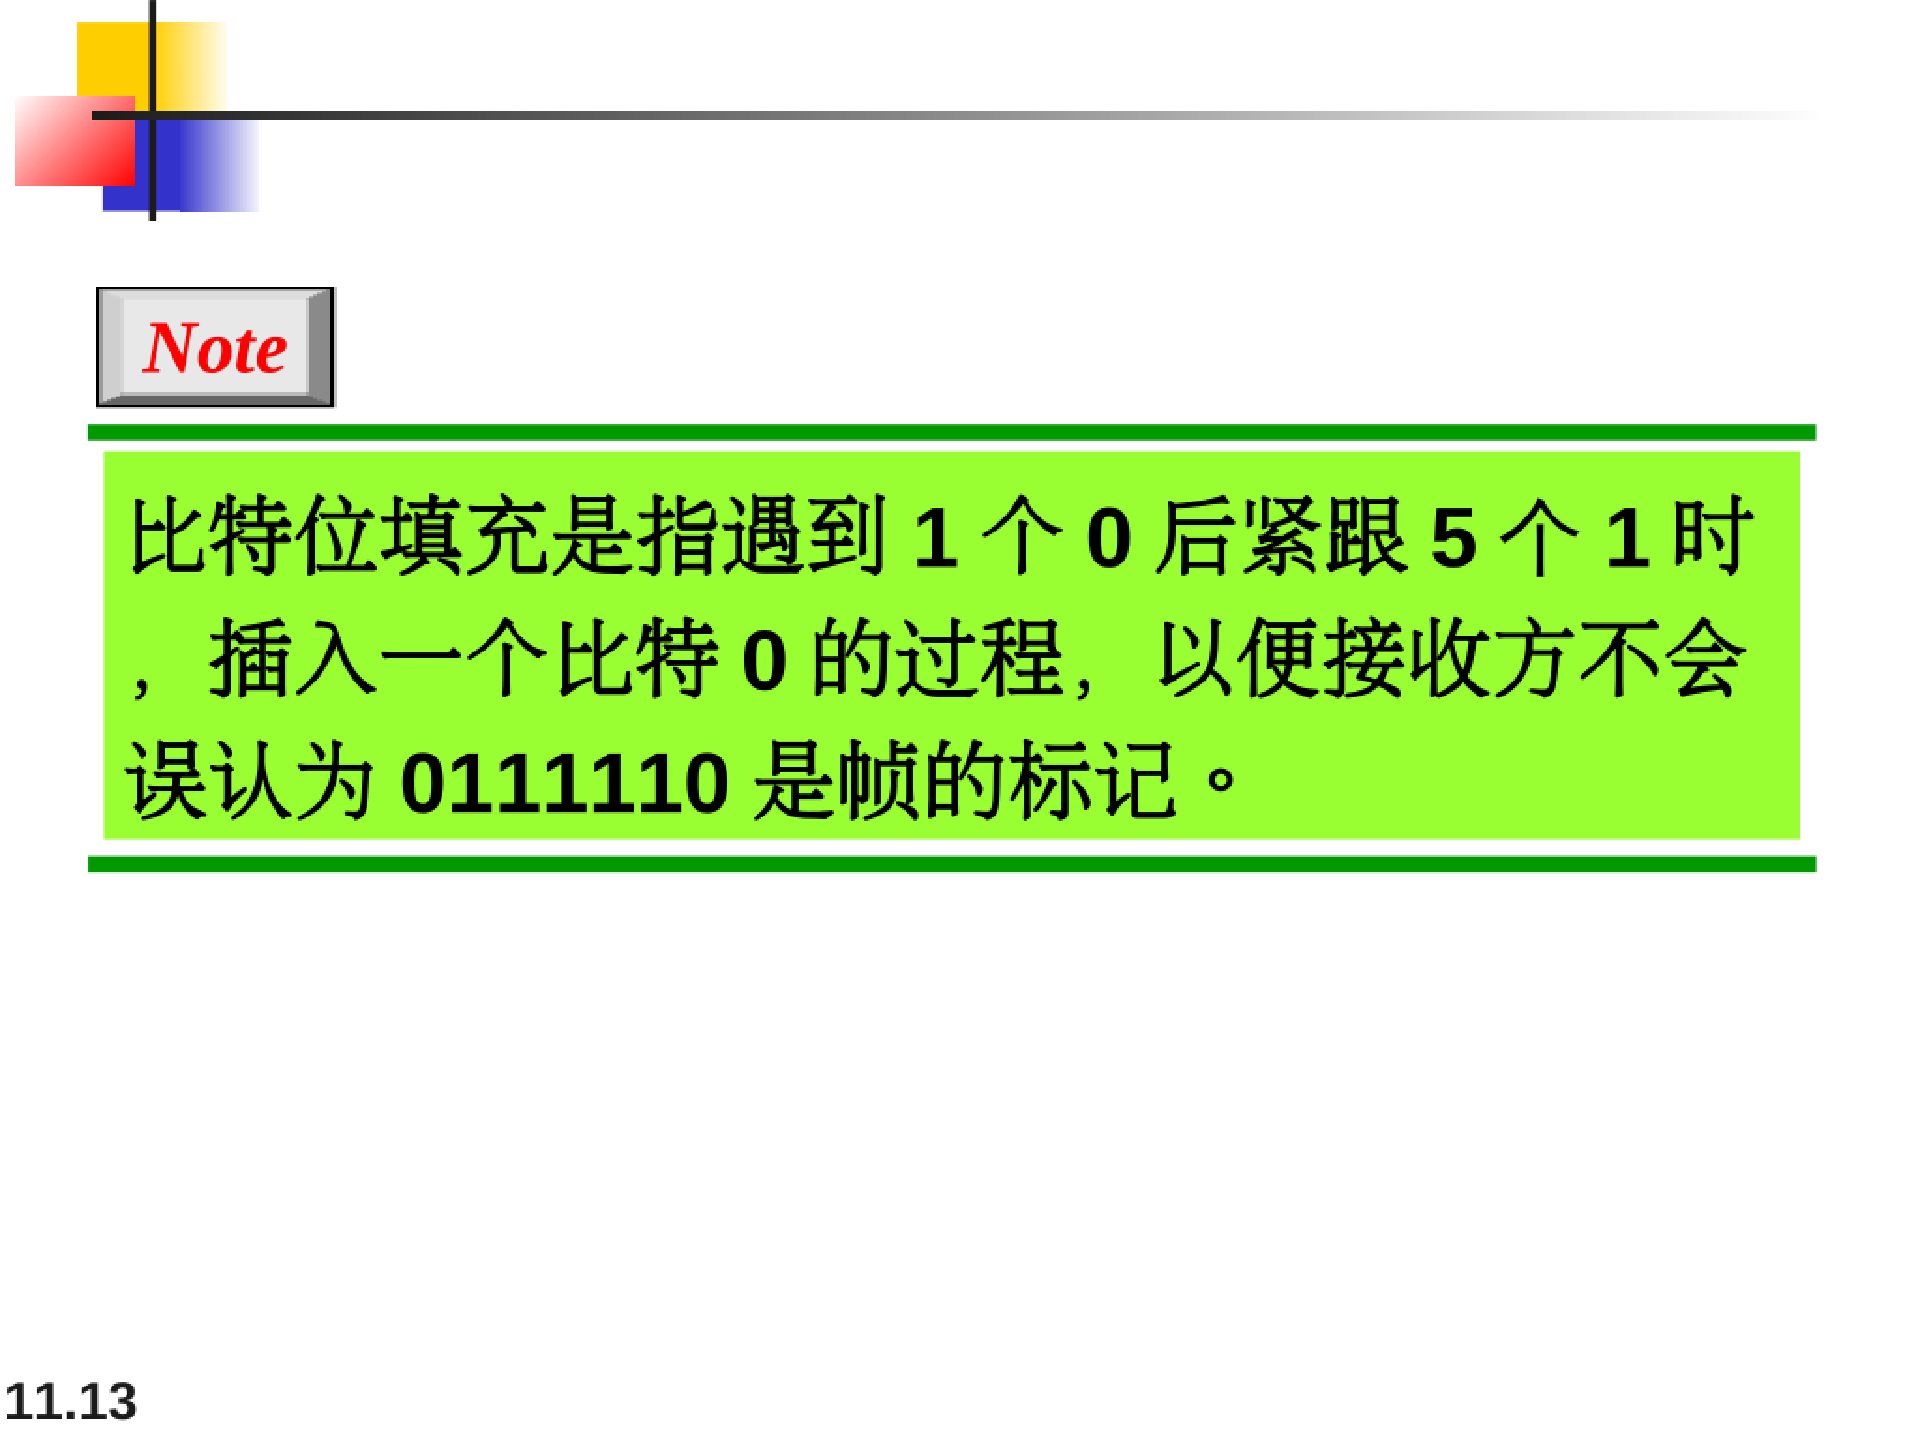 Note
比特位填充是指遇到 1 个 0 后紧跟 5 个 1 时
，插入一个比特 0 的过程，以便接收方不会
误认为 0111110 是帧的标记。
11.13